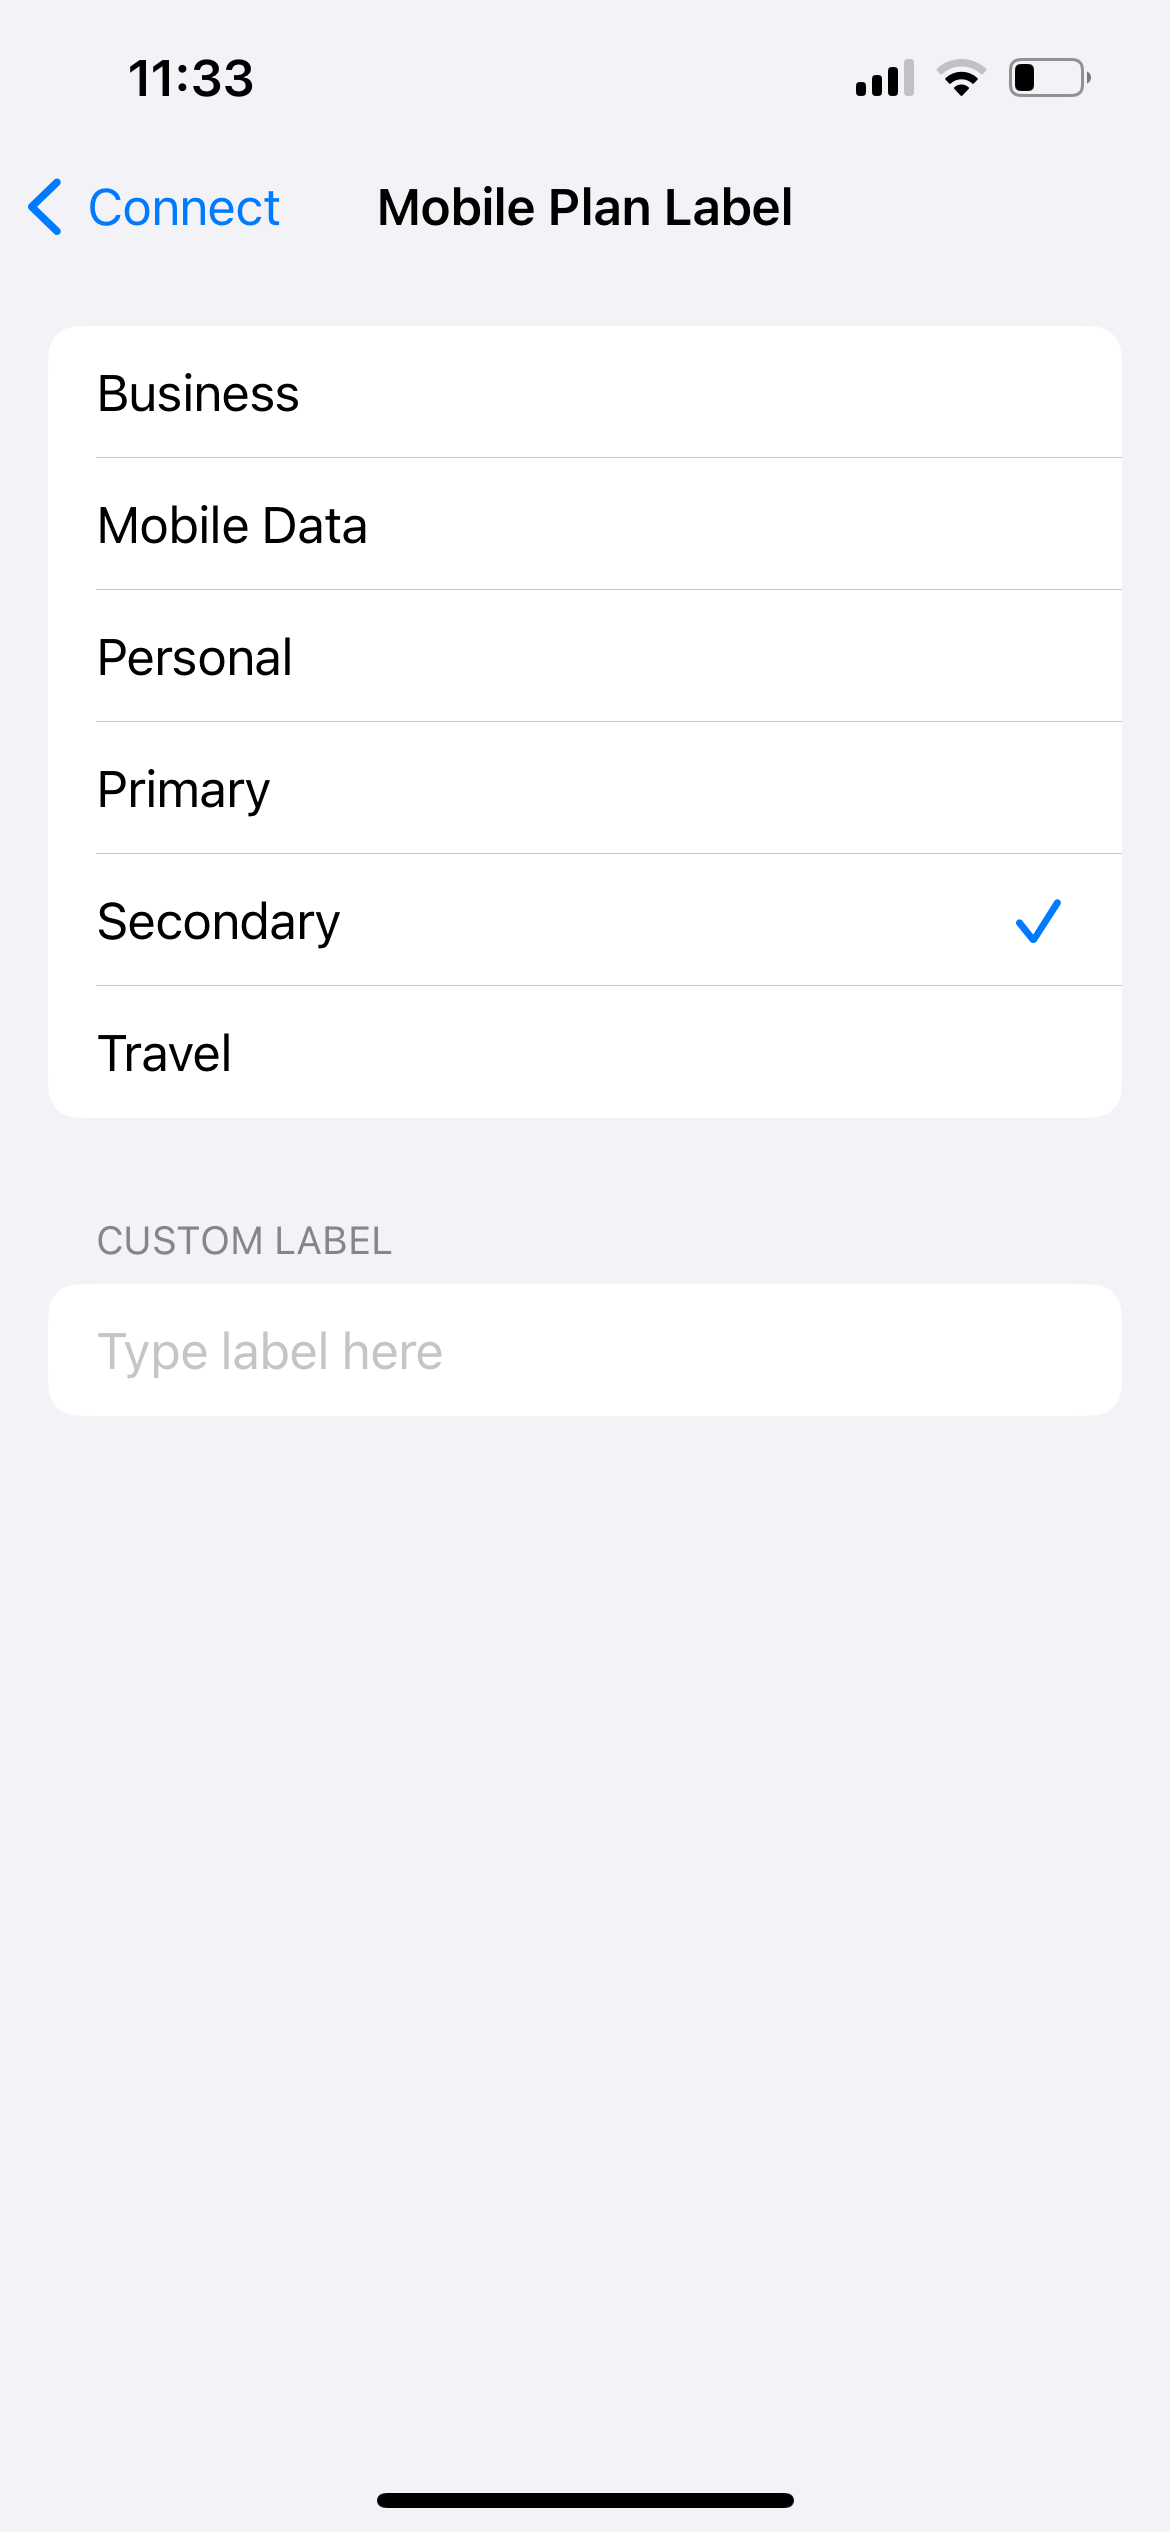 11:33
Connect
Mobile Plan Label
Business
Mobile Data
Personal
Primary
Secondary
Travel
CUSTOM LABEL
Type label here